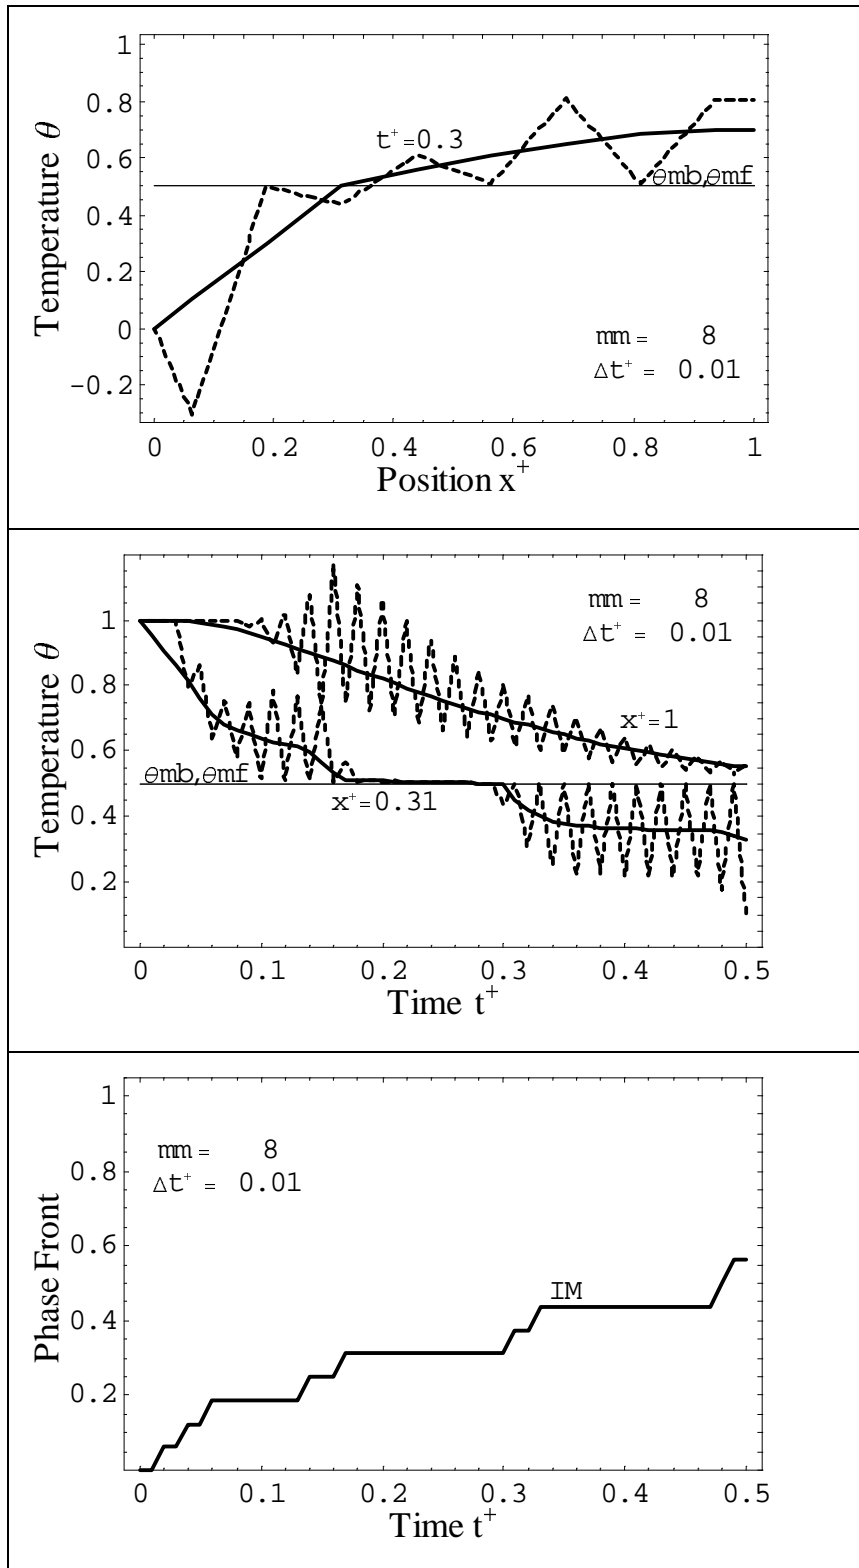 1
0.8
0.6
0.4
0.2
0
-0.2
Temperature θ
t⁺=0.3
θmb,θmf
mm = 8
Δt⁺ = 0.01
0 0.2 0.4 0.6 0.8 1
Position x⁺
1
0.8
0.6
0.4
0.2
Temperature θ
mm = 8
Δt⁺ = 0.01
x⁺=1
θmb,θmf
x⁺=0.31
0 0.1 0.2 0.3 0.4 0.5
Time t⁺
1
0.8
0.6
0.4
0.2
Phase Front
mm = 8
Δt⁺ = 0.01
IM
0 0.1 0.2 0.3 0.4 0.5
Time t⁺